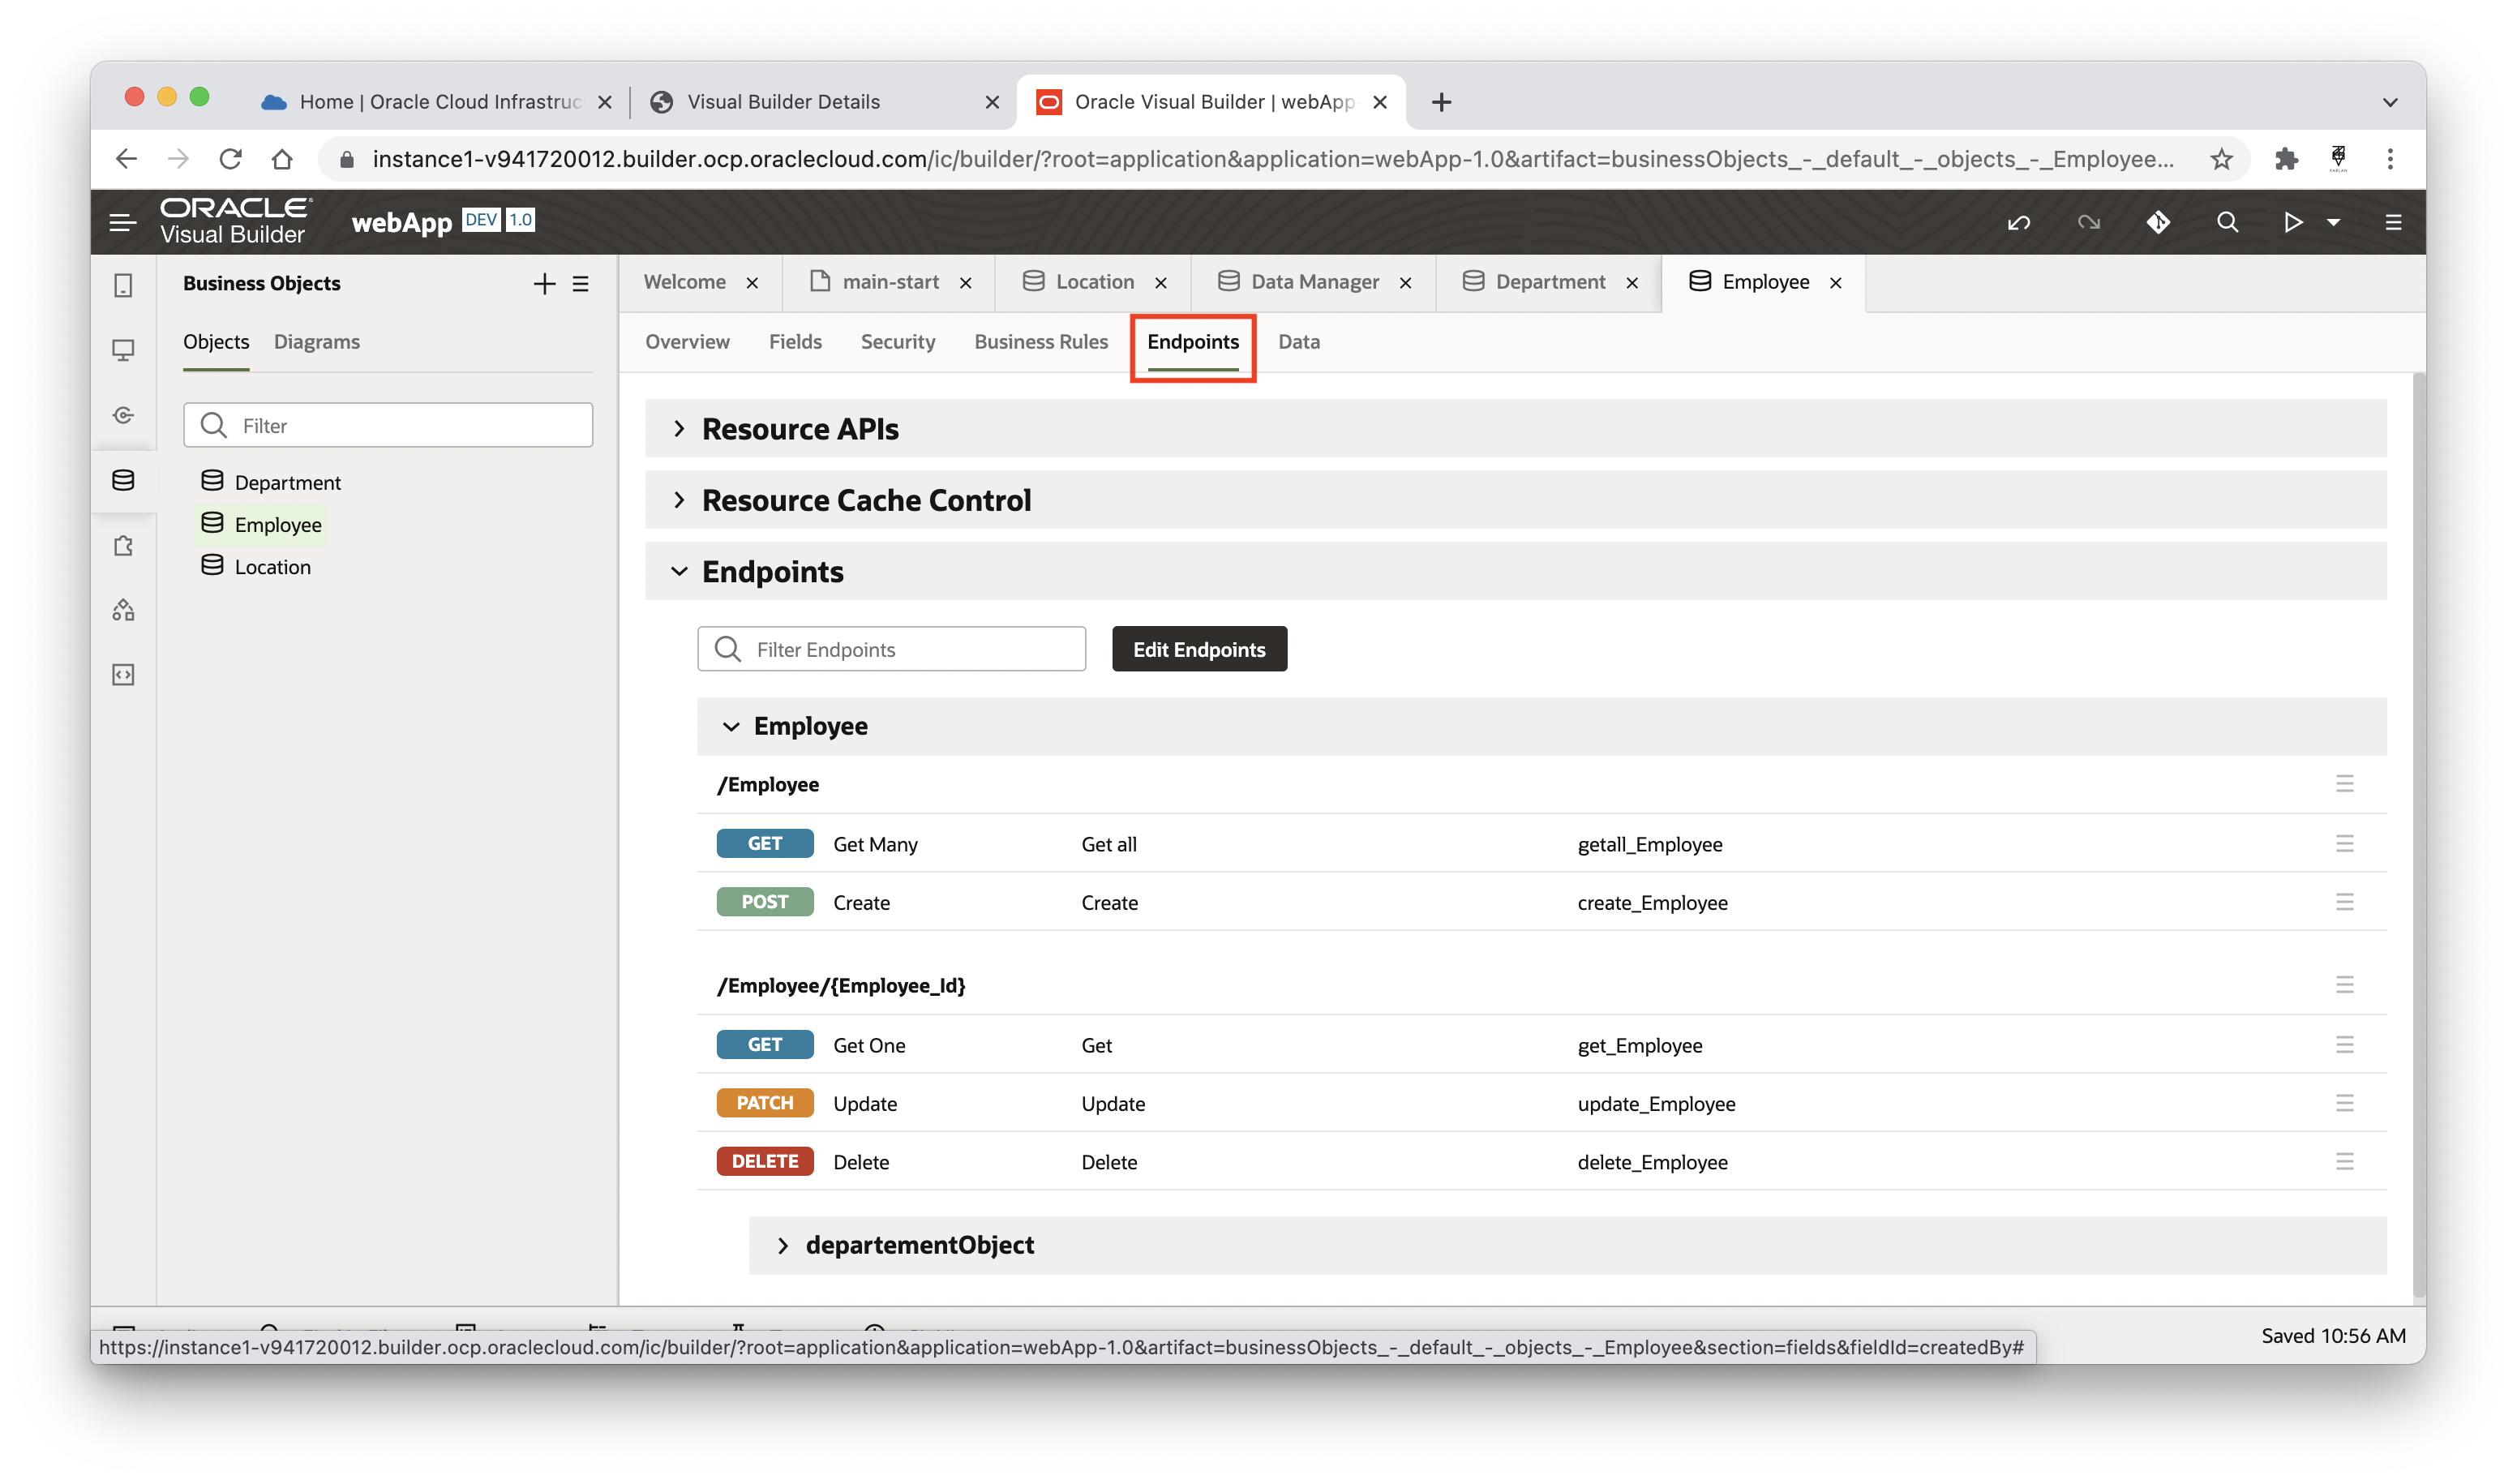 Home | Oracle Cloud Infrastruc
Visual Builder Details
Oracle Visual Builder | webApp
instance1-v941720012.builder.ocp.oraclecloud.com/ic/builder/?root=application&application=webApp-1.0&artifact=businessObjects_-_default_-_objects_-_Employee...
ORACLE
Visual Builder
webApp DEV 1.0
Business Objects
Objects Diagrams
Filter
Department
Employee
Location
Welcome
main-start
Location
Data Manager
Department
Employee
Overview Fields Security Business Rules Endpoints Data
Resource APIs
Resource Cache Control
Endpoints
Filter Endpoints
Edit Endpoints
Employee
/Employee
GET Get Many Get all getall_Employee
POST Create Create create_Employee
/Employee/{Employee_Id}
GET Get One Get get_Employee
PATCH Update Update update_Employee
DELETE Delete Delete delete_Employee
departementObject
https://instance1-v941720012.builder.ocp.oraclecloud.com/ic/builder/?root=application&application=webApp-1.0&artifact=businessObjects_-_default_-_objects_-_Employee&section=fields&fieldId=createdBy#
Saved 10:56 AM